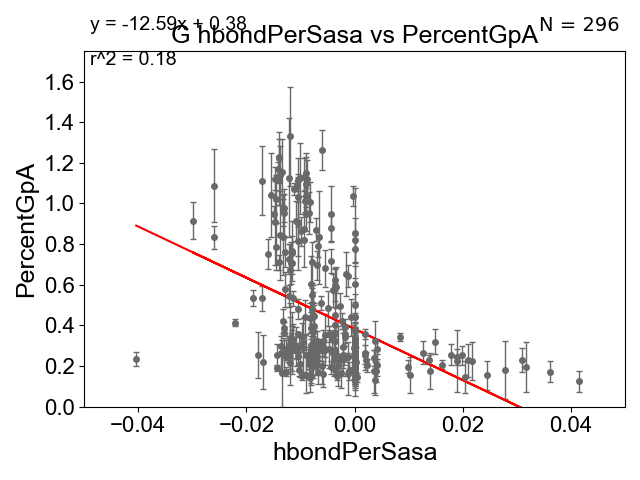 y = -12.59x + 0.38
N = 296
G hbondPerSasa vs PercentGpA
r^2 = 0.18
PercentGpA
1.6
1.4
1.2
1.0
0.8
0.6
0.4
0.2
0.0
−0.04
−0.02
0.00
0.02
0.04
hbondPerSasa